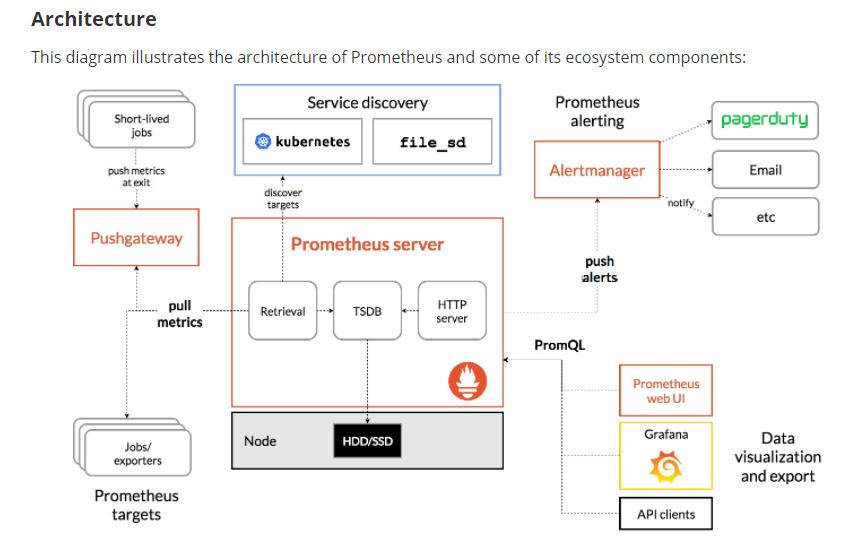 Architecture
This diagram illustrates the architecture of Prometheus and some of its ecosystem components:
Short-lived
jobs
push metrics
at exit
Pushgateway
pull
metrics
Jobs/
exporters
Prometheus
targets
Service discovery
kubernetes
file_sd
discover
targets
Prometheus server
Retrieval
TSDB
HTTP
server
Node
HDD/SSD
Prometheus
alerting
Alertmanager
pagerduty
Email
etc
notify
push
alerts
PromQL
Prometheus
web UI
Grafana
API clients
Data
visualization
and export